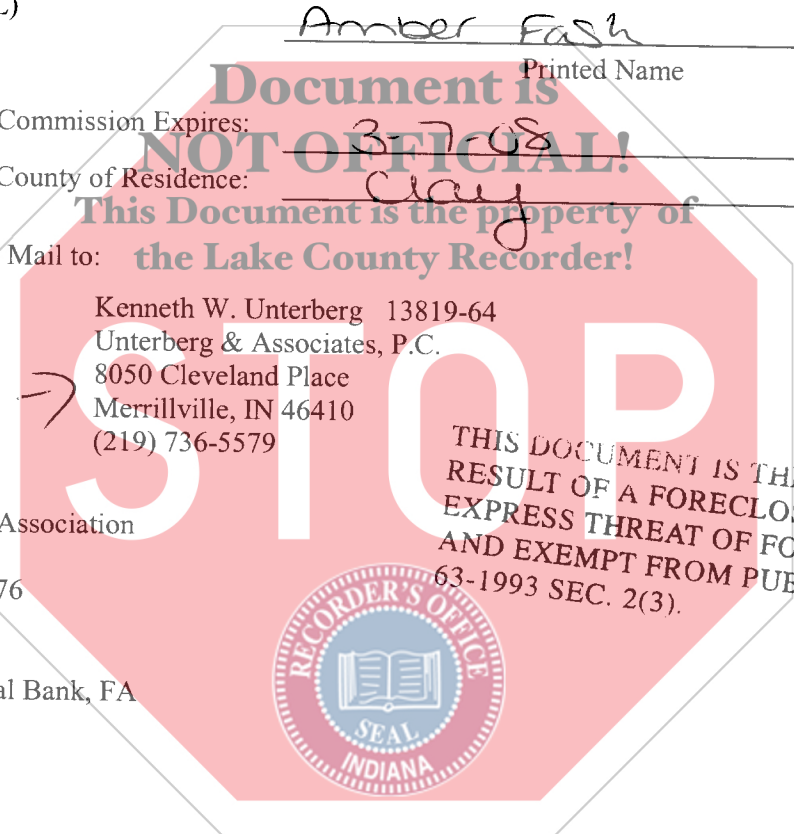 L)
Amber Fash
Printed Name
Document is
NOT OFFICIAL!
This Document is the property of
the Lake County Recorder!
Commission Expires: 3-7-08
County of Residence: Clay
Mail to:
Kenneth W. Unterberg 13819-64
Unterberg & Associates, P.C.
8050 Cleveland Place
Merrillville, IN 46410
(219) 736-5579
STOP
THIS DOCUMENT IS TH
RESULT OF A FORECLOS
EXPRESS THREAT OF FO
AND EXEMPT FROM PUB
63-1993 SEC. 2(3).
Association
76
al Bank, FA
RECORDER'S OFFICE
SEAL
INDIANA